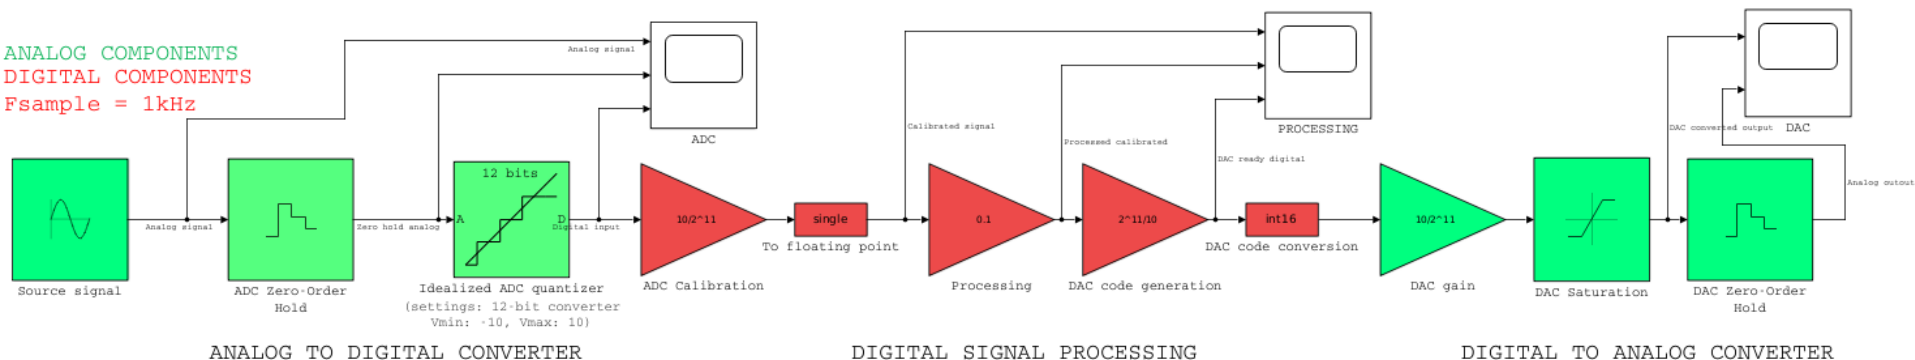 ANALOG COMPONENTS
DIGITAL COMPONENTS
Fsample = 1kHz
Analog signal
ADC
Source signal
Analog signal
ADC Zero-Order
Hold
Zero hold analog
12 bits
A
D
Idealized ADC quantizer
(settings: 12-bit converter
Vmin: -10, Vmax: 10)
Digital input
10/2^11
ADC Calibration
single
To floating point
Calibrated signal
0.1
Processing
Processed calibrated
2^11/10
DAC code generation
DAC ready digital
PROCESSING
int16
DAC code conversion
10/2^11
DAC gain
DAC Saturation
DAC converted output
DAC
DAC Zero-Order
Hold
Analog outout
ANALOG TO DIGITAL CONVERTER
DIGITAL SIGNAL PROCESSING
DIGITAL TO ANALOG CONVERTER